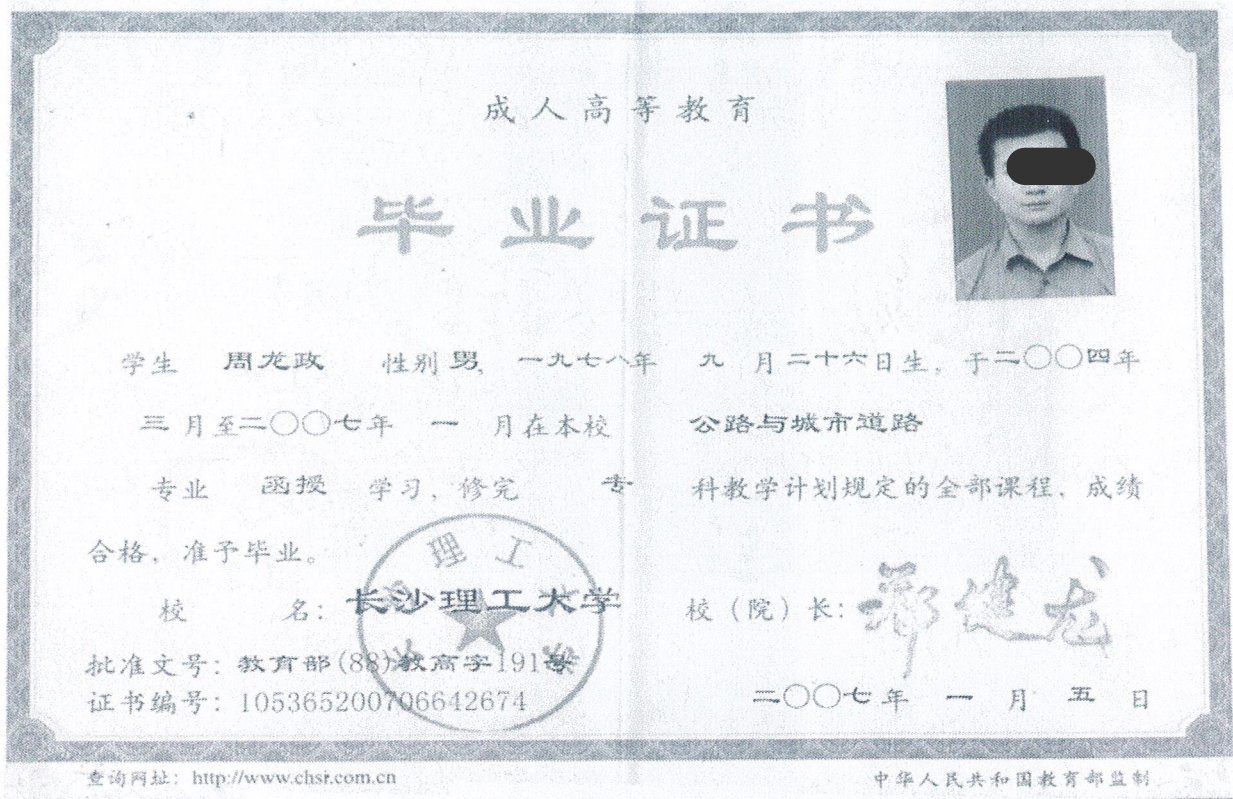 成人高等教育
毕业证书
学生 周龙政 性别 男, 一九七八年 九 月二十六日生, 于二〇〇四年
三月至二〇〇七年 一 月在本校 公路与城市道路
专业 函授 学习, 修完 专 科教学计划规定的全部课程, 成绩
合格, 准予毕业。
校 名: 长沙理工大学 校(院)长: 郑健龙
批准文号: 教育部(88)教高字191号
证书编号: 105365200706642674
二〇〇七年 一 月 五 日
查询网址: http://www.chsi.com.cn 中华人民共和国教育部监制